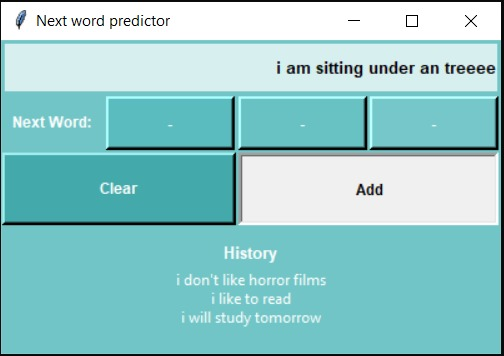 Next word predictor
i am sitting under an treeee
Next Word: - - -
Clear Add
History
i don't like horror films
i like to read
i will study tomorrow